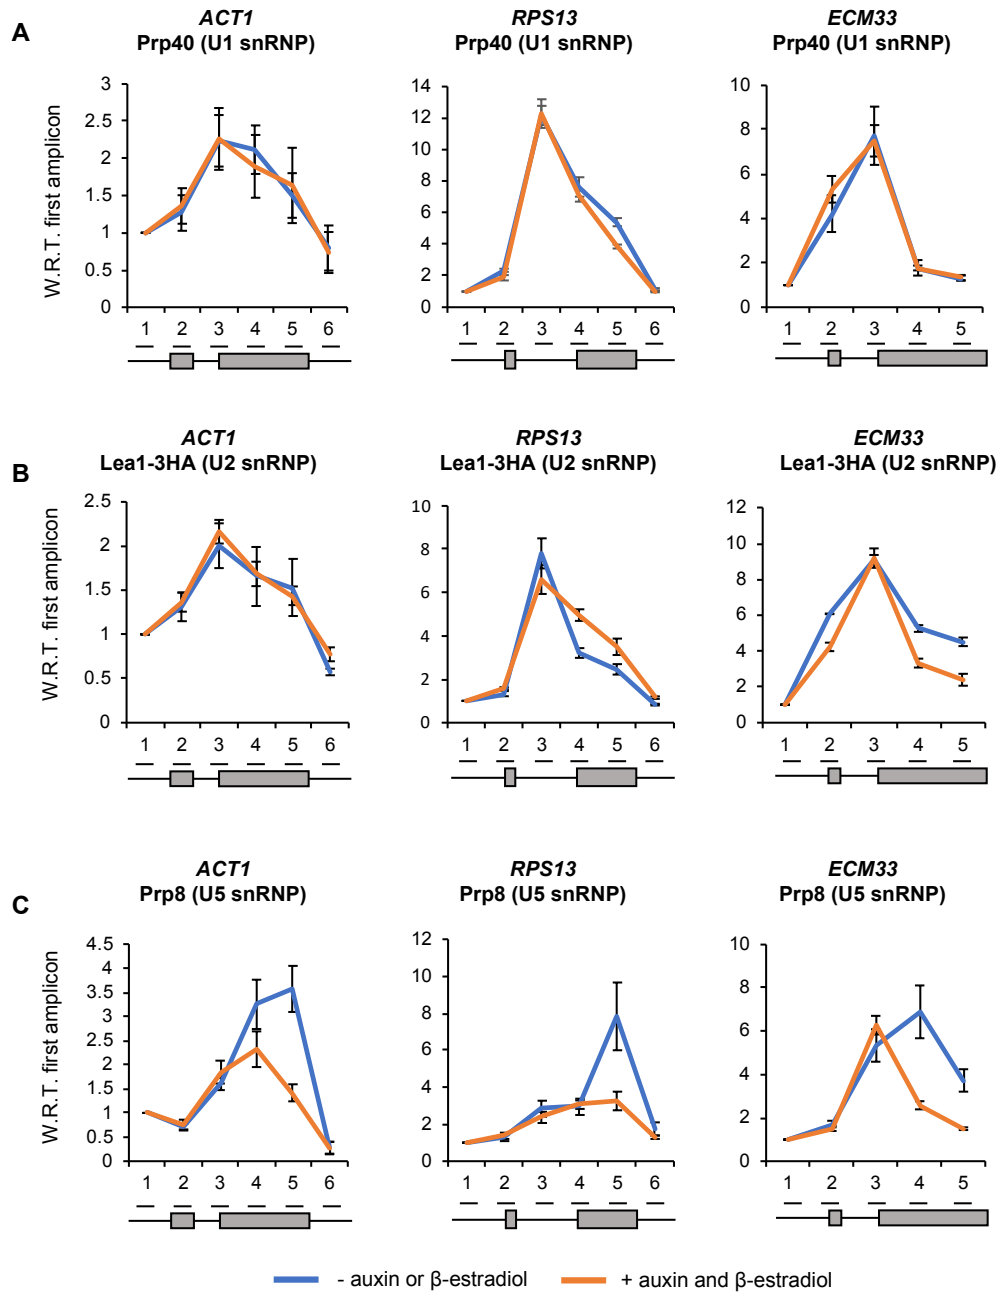 A
ACT1
Prp40 (U1 snRNP)
RPS13
Prp40 (U1 snRNP)
ECM33
Prp40 (U1 snRNP)
W.R.T. first amplicon
3
2.5
2
1.5
1
0.5
0
1 2 3 4 5 6
14
12
10
8
6
4
2
0
1 2 3 4 5 6
10
8
6
4
2
0
1 2 3 4 5
B
ACT1
Lea1-3HA (U2 snRNP)
RPS13
Lea1-3HA (U2 snRNP)
ECM33
Lea1-3HA (U2 snRNP)
W.R.T. first amplicon
2.5
2
1.5
1
0.5
0
1 2 3 4 5 6
10
8
6
4
2
0
1 2 3 4 5 6
12
10
8
6
4
2
0
1 2 3 4 5
C
ACT1
Prp8 (U5 snRNP)
RPS13
Prp8 (U5 snRNP)
ECM33
Prp8 (U5 snRNP)
W.R.T. first amplicon
4.5
4
3.5
3
2.5
2
1.5
1
0.5
0
1 2 3 4 5 6
12
10
8
6
4
2
0
1 2 3 4 5 6
10
8
6
4
2
0
1 2 3 4 5
- auxin or β-estradiol
+ auxin and β-estradiol